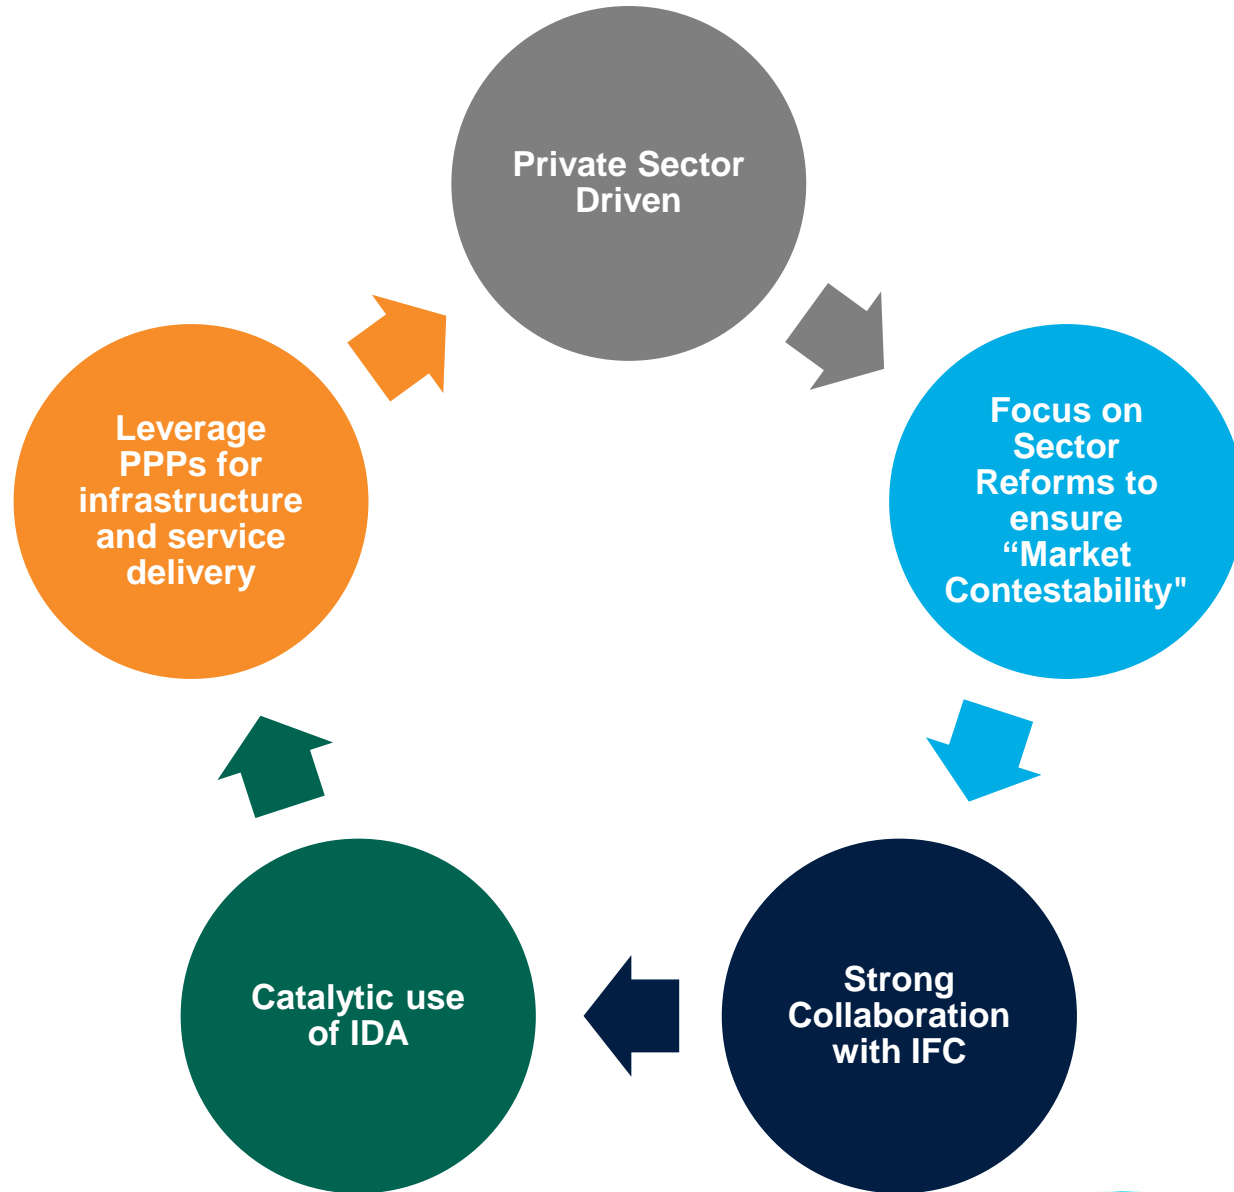 Private Sector
Driven
Focus on
Sector
Reforms to
ensure
“Market
Contestability"
Strong
Collaboration
with IFC
Catalytic use
of IDA
Leverage
PPPs for
infrastructure
and service
delivery